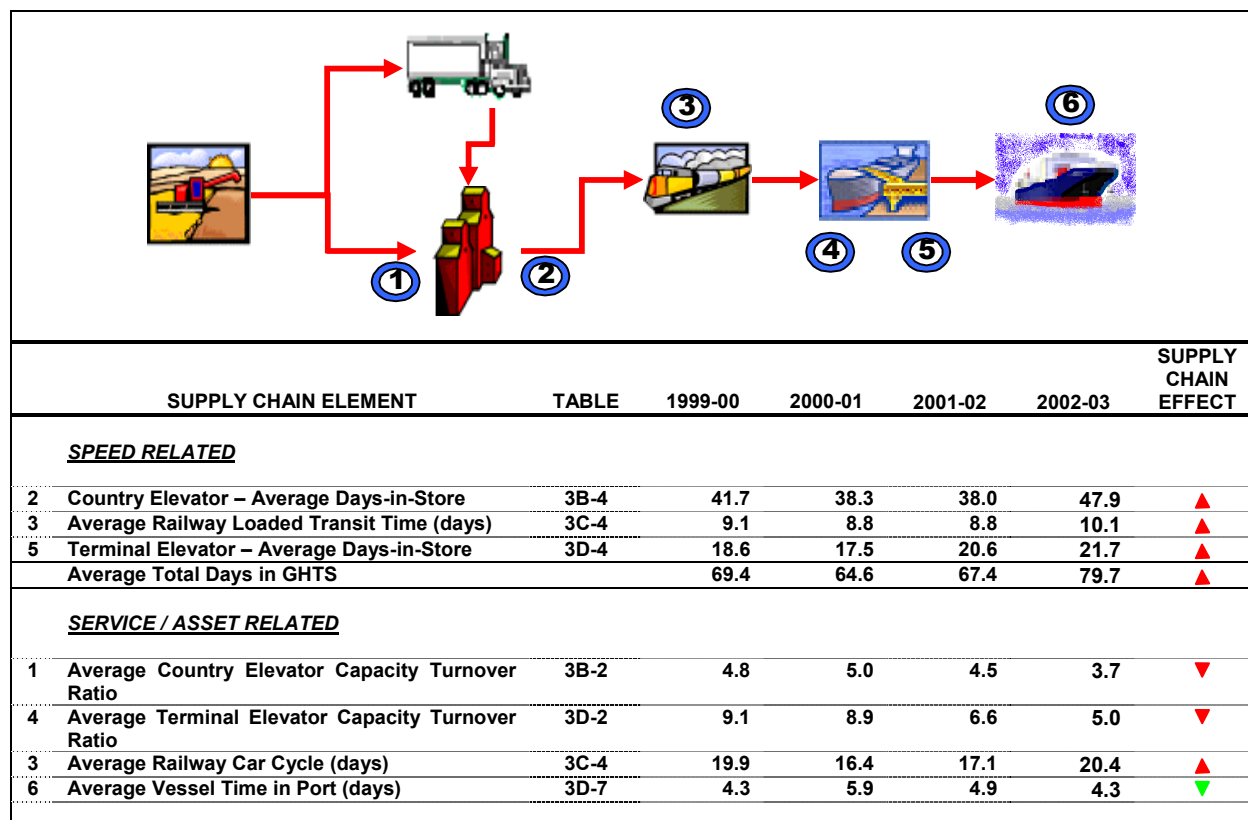 3
6
1
2
4
5
SUPPLY CHAIN ELEMENT TABLE 1999-00 2000-01 2001-02 2002-03 SUPPLY CHAIN EFFECT
SPEED RELATED
2 Country Elevator – Average Days-in-Store 3B-4 41.7 38.3 38.0 47.9 ▲
3 Average Railway Loaded Transit Time (days) 3C-4 9.1 8.8 8.8 10.1 ▲
5 Terminal Elevator – Average Days-in-Store 3D-4 18.6 17.5 20.6 21.7 ▲
Average Total Days in GHTS 69.4 64.6 67.4 79.7 ▲
SERVICE / ASSET RELATED
1 Average Country Elevator Capacity Turnover 3B-2 4.8 5.0 4.5 3.7 ▼
Ratio
4 Average Terminal Elevator Capacity Turnover 3D-2 9.1 8.9 6.6 5.0 ▼
Ratio
3 Average Railway Car Cycle (days) 3C-4 19.9 16.4 17.1 20.4 ▲
6 Average Vessel Time in Port (days) 3D-7 4.3 5.9 4.9 4.3 ▼